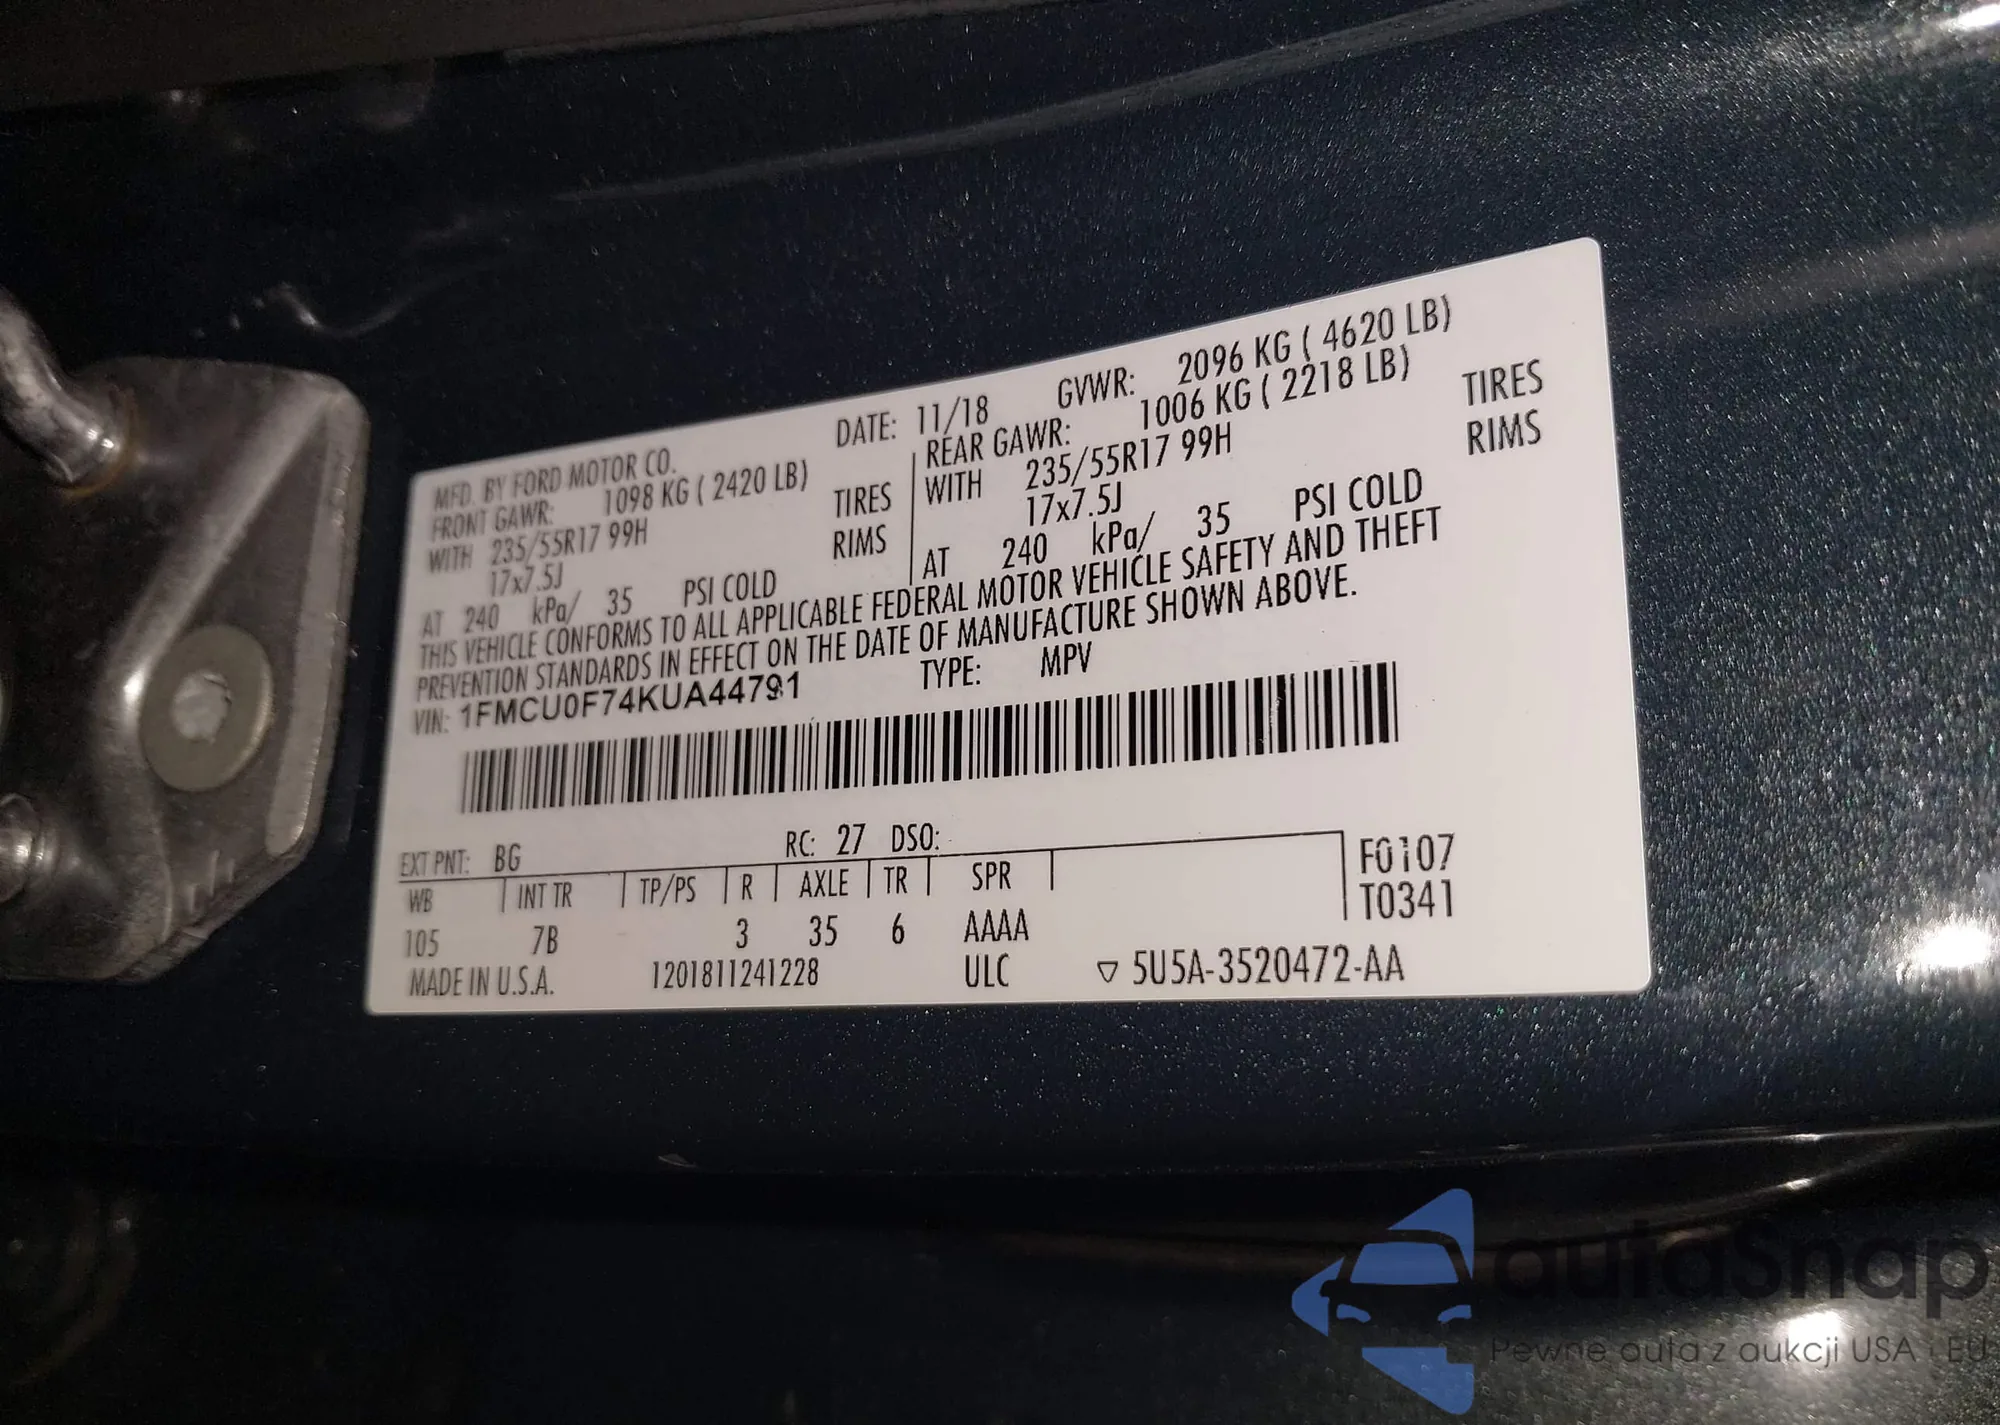 MFD. BY FORD MOTOR CO. DATE: 11/18 GVWR: 2096 KG ( 4620 LB)
FRONT GAWR: 1098 KG ( 2420 LB) REAR GAWR: 1006 KG ( 2218 LB)
WITH 235/55R17 99H TIRES WITH 235/55R17 99H TIRES
17x7.5J RIMS 17x7.5J RIMS
AT 240 kPa/ 35 PSI COLD AT 240 kPa/ 35 PSI COLD
THIS VEHICLE CONFORMS TO ALL APPLICABLE FEDERAL MOTOR VEHICLE SAFETY AND THEFT
PREVENTION STANDARDS IN EFFECT ON THE DATE OF MANUFACTURE SHOWN ABOVE.
VIN: 1FMCU0F74KUA44791 TYPE: MPV
EXT PNT: BG RC: 27 DSO: F0107
WB INT TR TP/PS R AXLE TR SPR T0341
105 7B 3 35 6 AAAA
MADE IN U.S.A. 1201811241228 ULC ▽ 5U5A-3520472-AA
autaSnap
Pewne auta z aukcji USA i EU